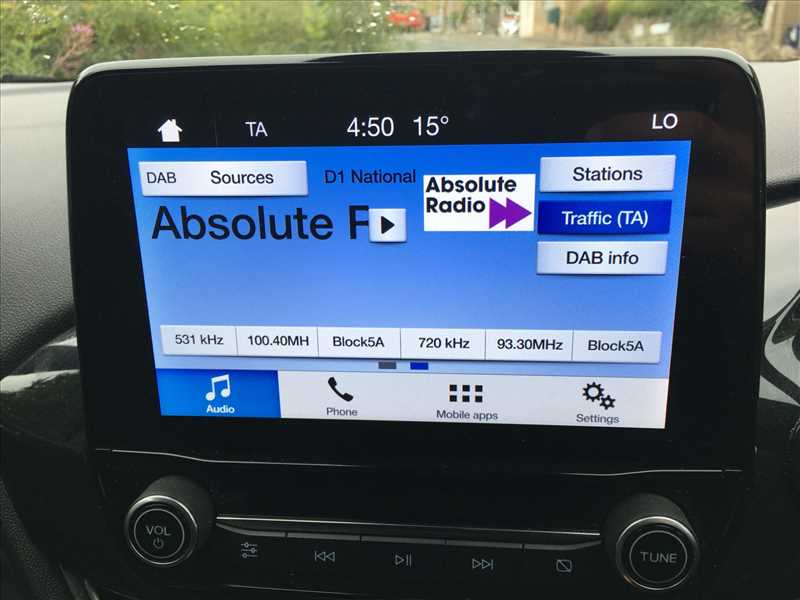 TA 4:50 15° LO
DAB Sources D1 National Absolute Radio Stations
Absolute R Traffic (TA)
DAB info
531 kHz 100.40MH Block5A 720 kHz 93.30MHz Block5A
Audio Phone Mobile apps Settings
VOL TUNE